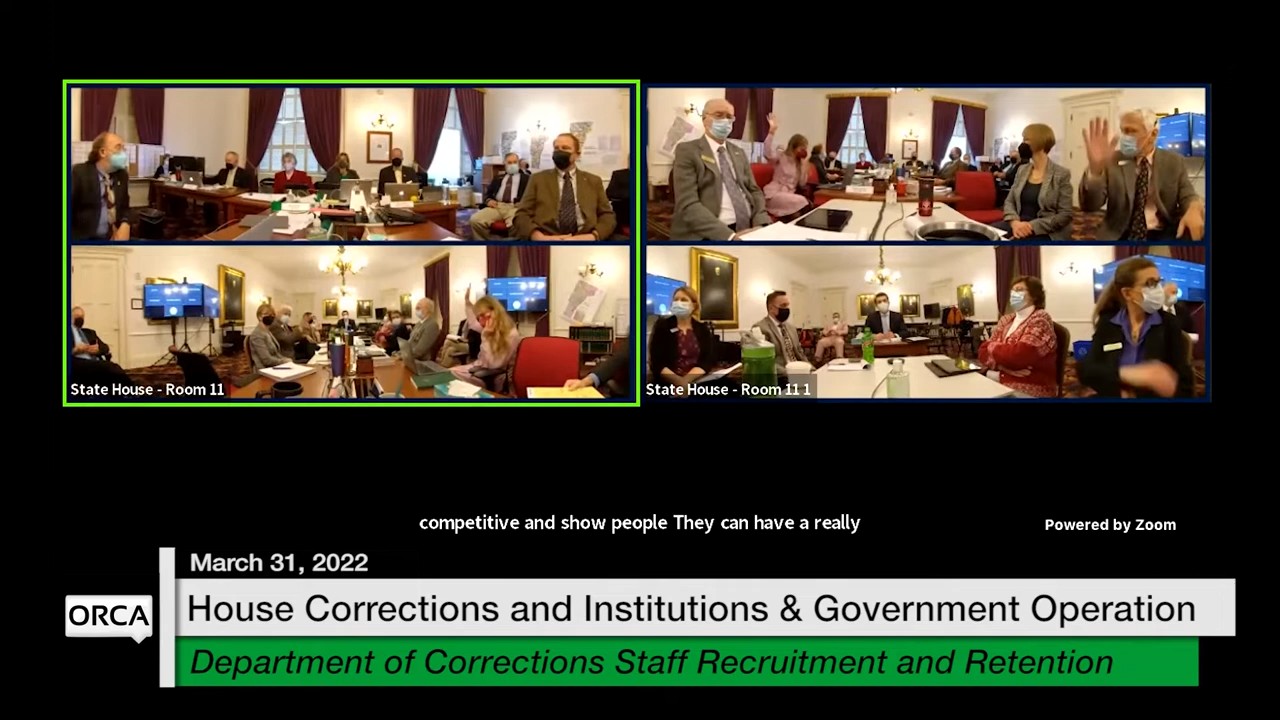 State House - Room 11
State House - Room 11 1
competitive and show people They can have a really
Powered by Zoom
March 31, 2022
ORCA
House Corrections and Institutions & Government Operation
Department of Corrections Staff Recruitment and Retention